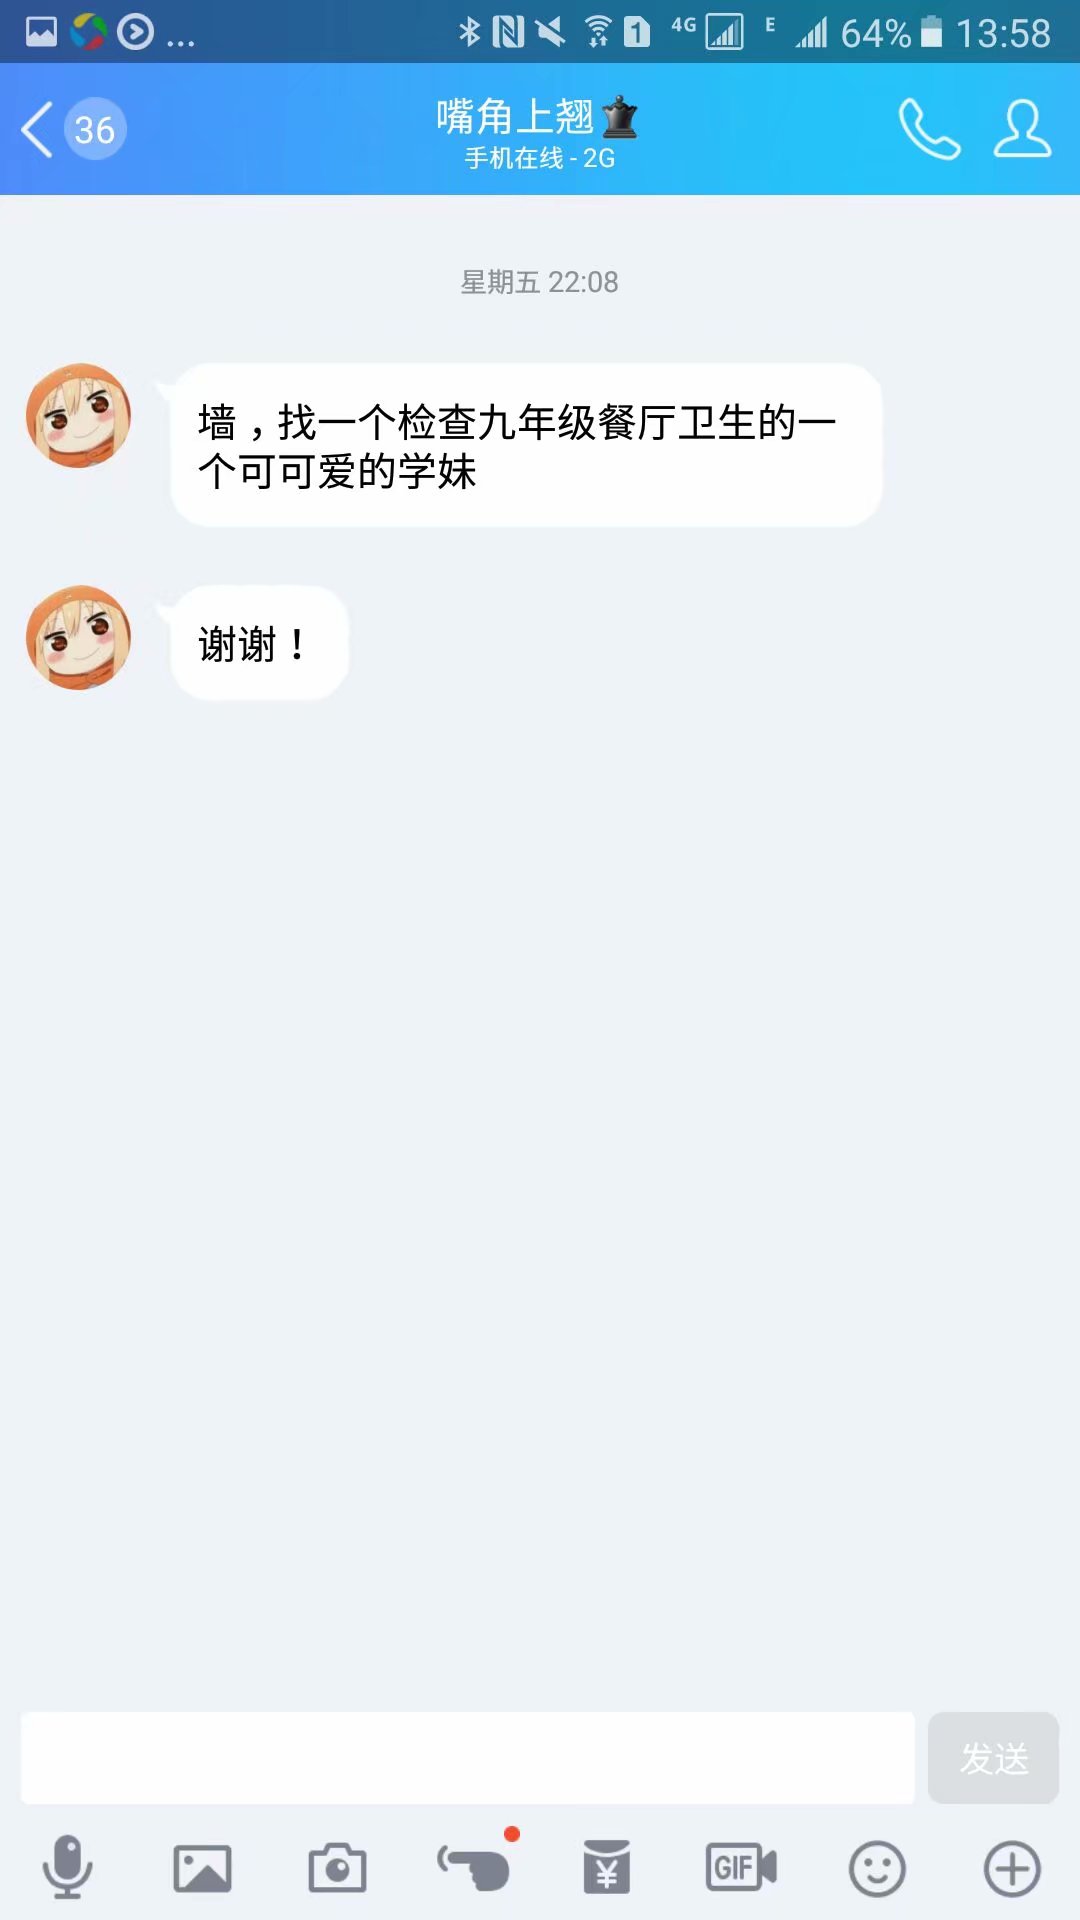 ... 1 4G E 64% 13:58
36
嘴角上翘
手机在线 - 2G
星期五 22:08
墙，找一个检查九年级餐厅卫生的一
个可可爱的学妹
谢谢！
发送
GIF